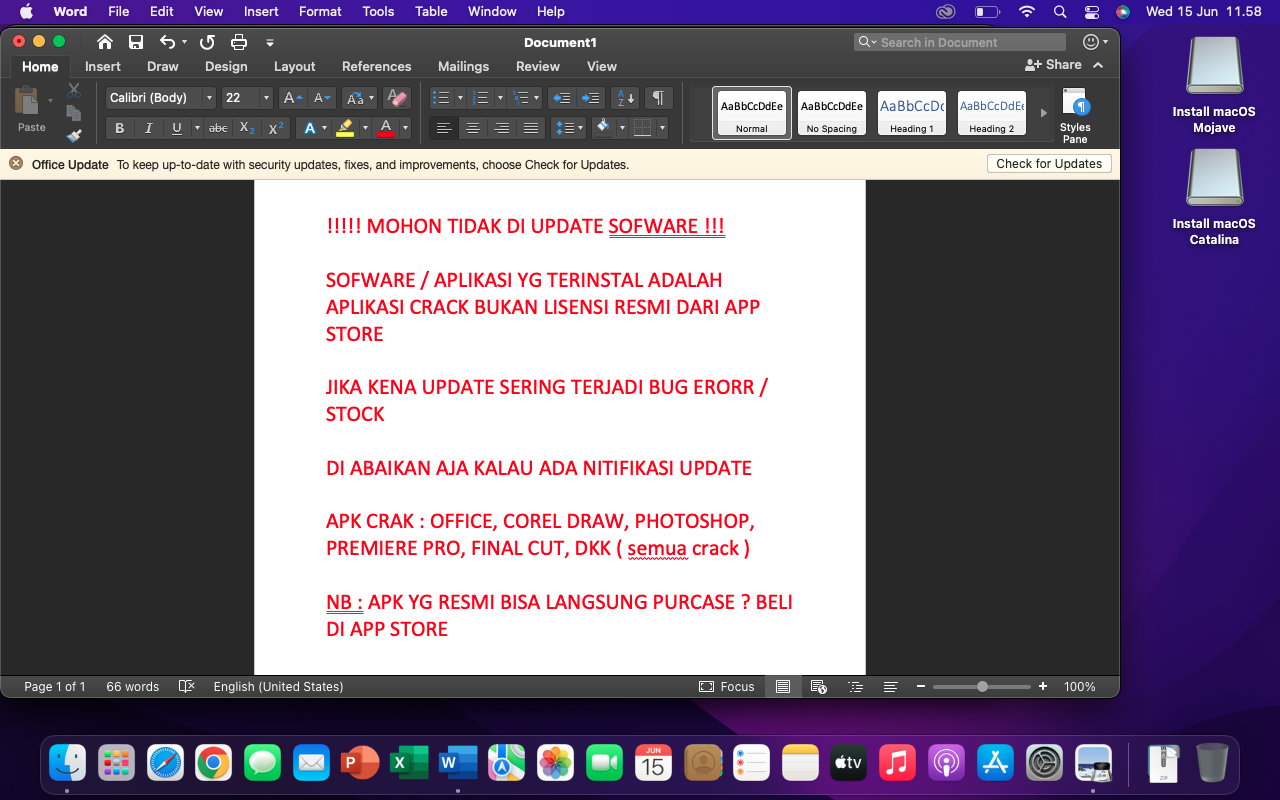 Word File Edit View Insert Format Tools Table Window Help Wed 15 Jun 11.58
Document1
Search in Document
Home Insert Draw Design Layout References Mailings Review View Share
Paste
Calibri (Body) 22
AaBbCcDdEe AaBbCcDdEe AaBbCcDc AaBbCcDdEe
Normal No Spacing Heading 1 Heading 2
Styles
Pane
Office Update To keep up-to-date with security updates, fixes, and improvements, choose Check for Updates. Check for Updates
!!!!! MOHON TIDAK DI UPDATE SOFWARE !!!
SOFWARE / APLIKASI YG TERINSTAL ADALAH
APLIKASI CRACK BUKAN LISENSI RESMI DARI APP
STORE
JIKA KENA UPDATE SERING TERJADI BUG ERORR /
STOCK
DI ABAIKAN AJA KALAU ADA NITIFIKASI UPDATE
APK CRAK : OFFICE, COREL DRAW, PHOTOSHOP,
PREMIERE PRO, FINAL CUT, DKK ( semua crack )
NB : APK YG RESMI BISA LANGSUNG PURCASE ? BELI
DI APP STORE
Page 1 of 1 66 words English (United States) Focus 100%
Install macOS
Mojave
Install macOS
Catalina
JUN
15
tv
ZIP